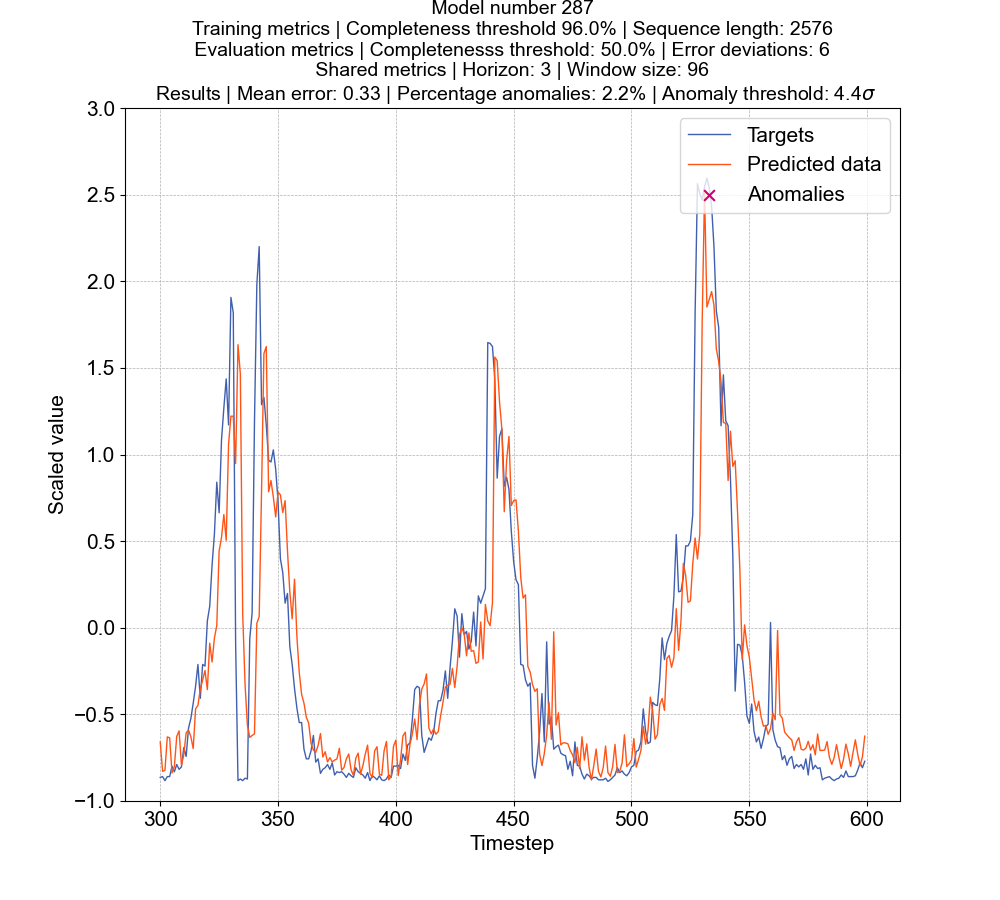 Model number 287
Training metrics | Completeness threshold 96.0% | Sequence length: 2576
Evaluation metrics | Completenesss threshold: 50.0% | Error deviations: 6
Shared metrics | Horizon: 3 | Window size: 96
Results | Mean error: 0.33 | Percentage anomalies: 2.2% | Anomaly threshold: 4.4σ
Targets
Predicted data
Anomalies
3.0
2.5
2.0
1.5
1.0
0.5
0.0
−0.5
−1.0
Scaled value
300 350 400 450 500 550 600
Timestep